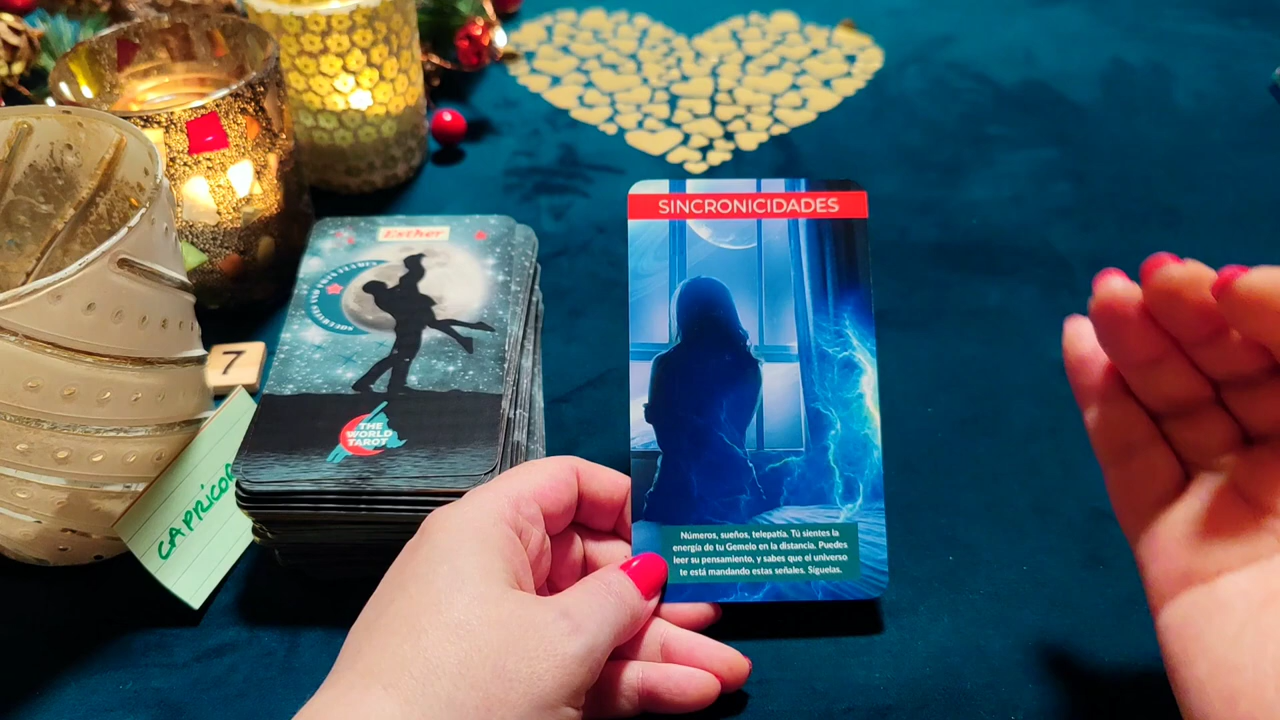 SINCRONICIDADES
Números, sueños, telepatía. Tú sientes la
energía de tu Gemelo en la distancia. Puedes
leer su pensamiento, y sabes que el universo
te está mandando estas señales. Síguelas.
Esther
THE
WORLD
TAROT
7
CAPRICOR